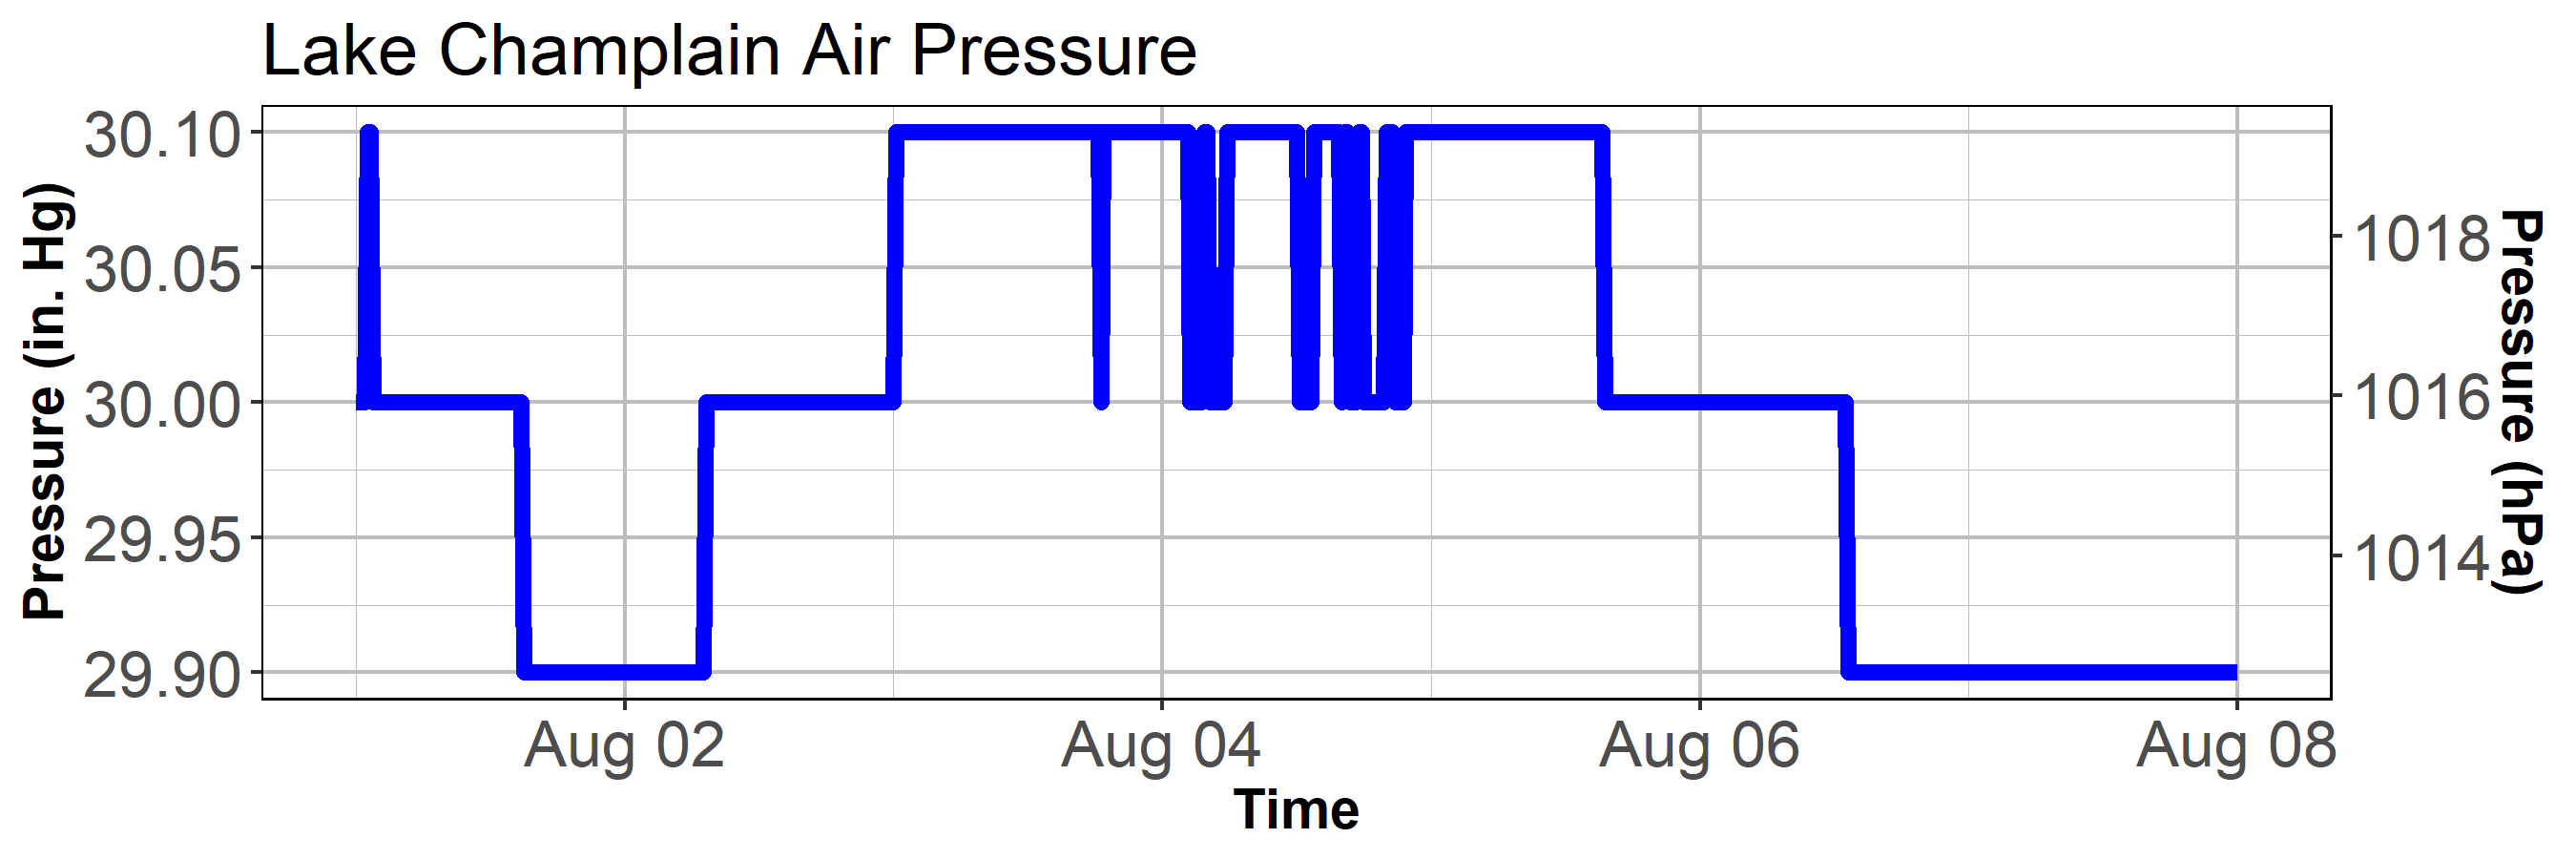 Lake Champlain Air Pressure
Pressure (in. Hg)
30.10
30.05
30.00
29.95
29.90
1018
1016
1014
Pressure (hPa)
Aug 02
Aug 04
Aug 06
Aug 08
Time